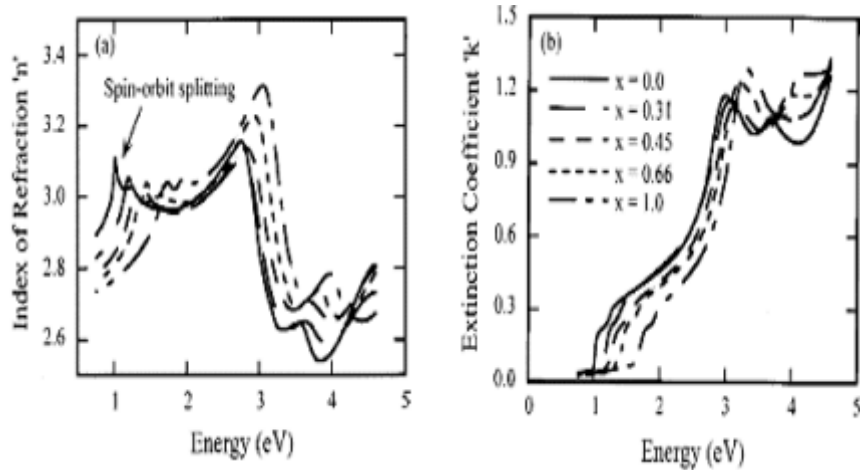 (a)
Spin-orbit splitting
Index of Refraction 'n'
3.4
3.2
3.0
2.8
2.6
1 2 3 4 5
Energy (eV)
(b)
x = 0.0
x = 0.31
x = 0.45
x = 0.66
x = 1.0
Extinction Coefficient 'k'
1.5
1.2
0.9
0.6
0.3
0.0
0 1 2 3 4 5
Energy (eV)